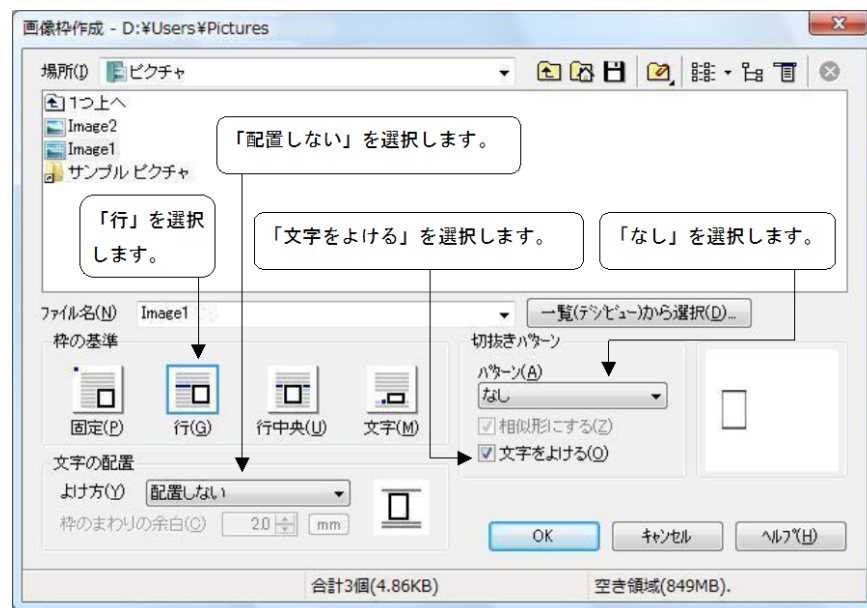 画像枠作成 - D:¥Users¥Pictures
場所(I) ピクチャ
1つ上へ
Image2
Image1
サンプル ピクチャ
「配置しない」を選択します。
「行」を選択
します。
「文字をよける」を選択します。
「なし」を選択します。
ファイル名(N) Image1
一覧(デジビュー)から選択(D)...
枠の基準
固定(P) 行(G) 行中央(U) 文字(M)
切抜きパターン
パターン(A)
なし
相似形にする(Z)
文字をよける(O)
文字の配置
よけ方(Y) 配置しない
枠のまわりの余白(C) 2.0 mm
OK キャンセル ヘルプ(H)
合計3個(4.86KB) 空き領域(849MB).